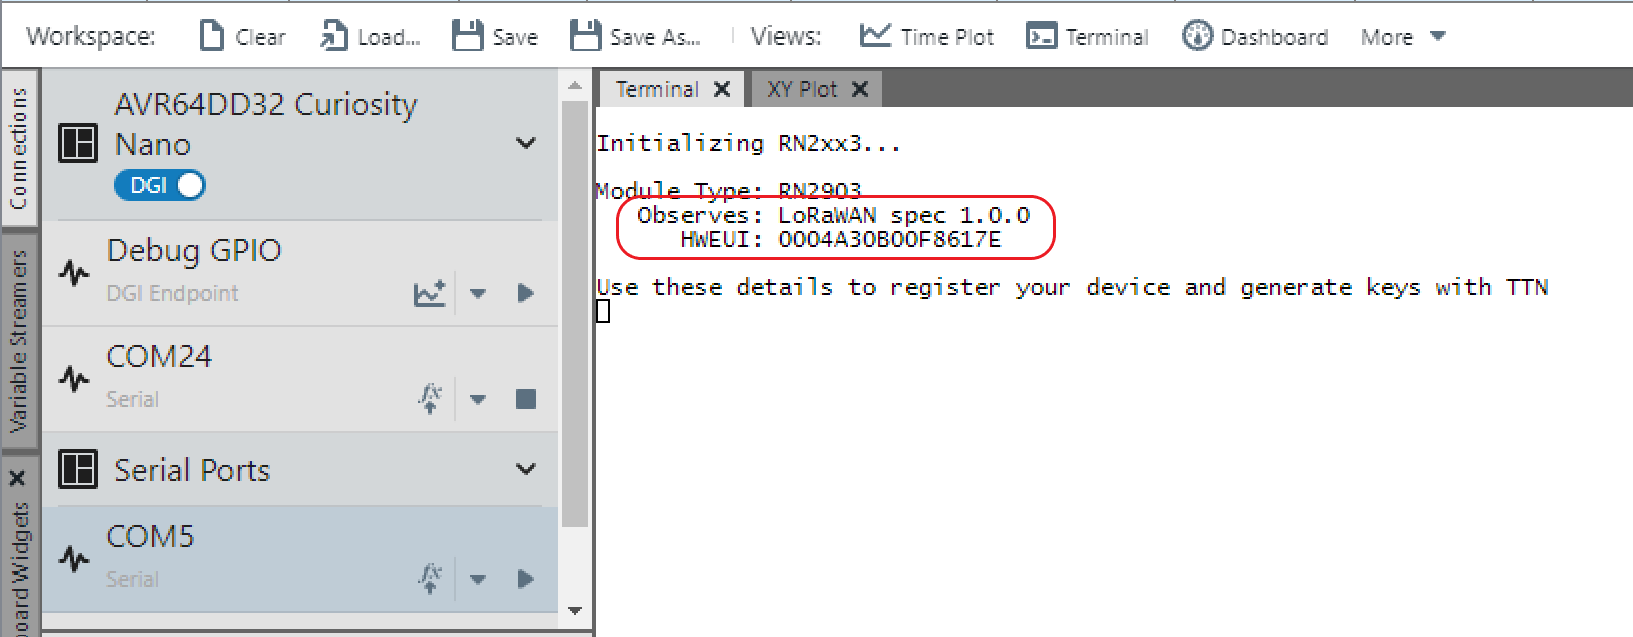 Workspace: Clear Load... Save Save As... Views: Time Plot Terminal Dashboard More
Connections
Variable Streamers
board Widgets
AVR64DD32 Curiosity
Nano
DGI
Debug GPIO
DGI Endpoint
COM24
Serial
Serial Ports
COM5
Serial
Terminal XY Plot
Initializing RN2xx3...
Module Type: RN2903
Observes: LoRaWAN spec 1.0.0
HWEUI: 0004A30B00F8617E
Use these details to register your device and generate keys with TTN